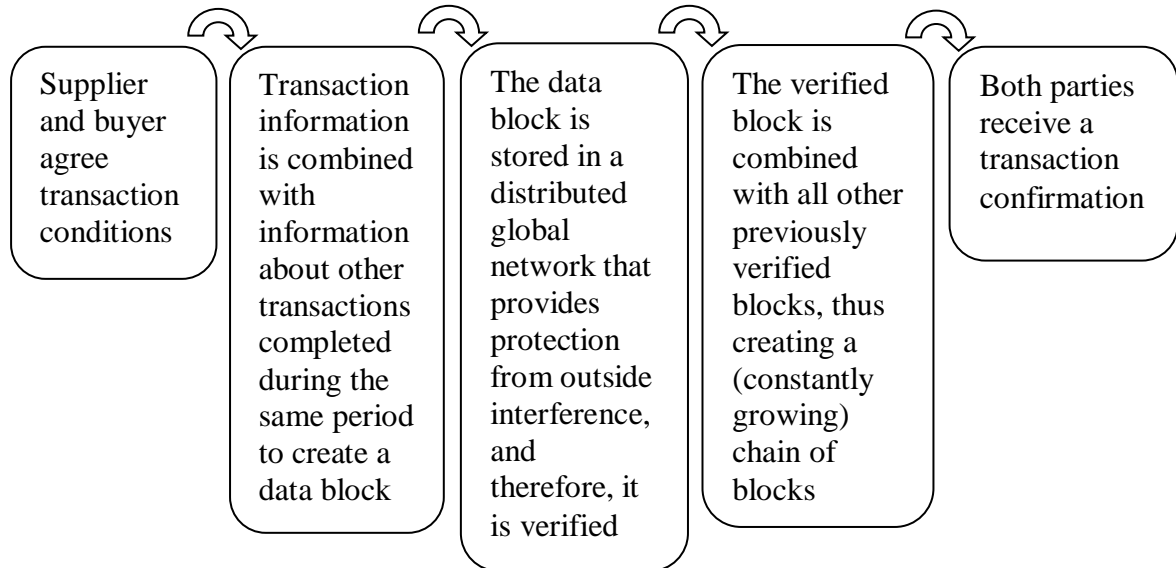 Supplier
and buyer
agree
transaction
conditions
Transaction
information
is combined
with
information
about other
transactions
completed
during the
same period
to create a
data block
The data
block is
stored in a
distributed
global
network that
provides
protection
from outside
interference,
and
therefore, it
is verified
The verified
block is
combined
with all other
previously
verified
blocks, thus
creating a
(constantly
growing)
chain of
blocks
Both parties
receive a
transaction
confirmation